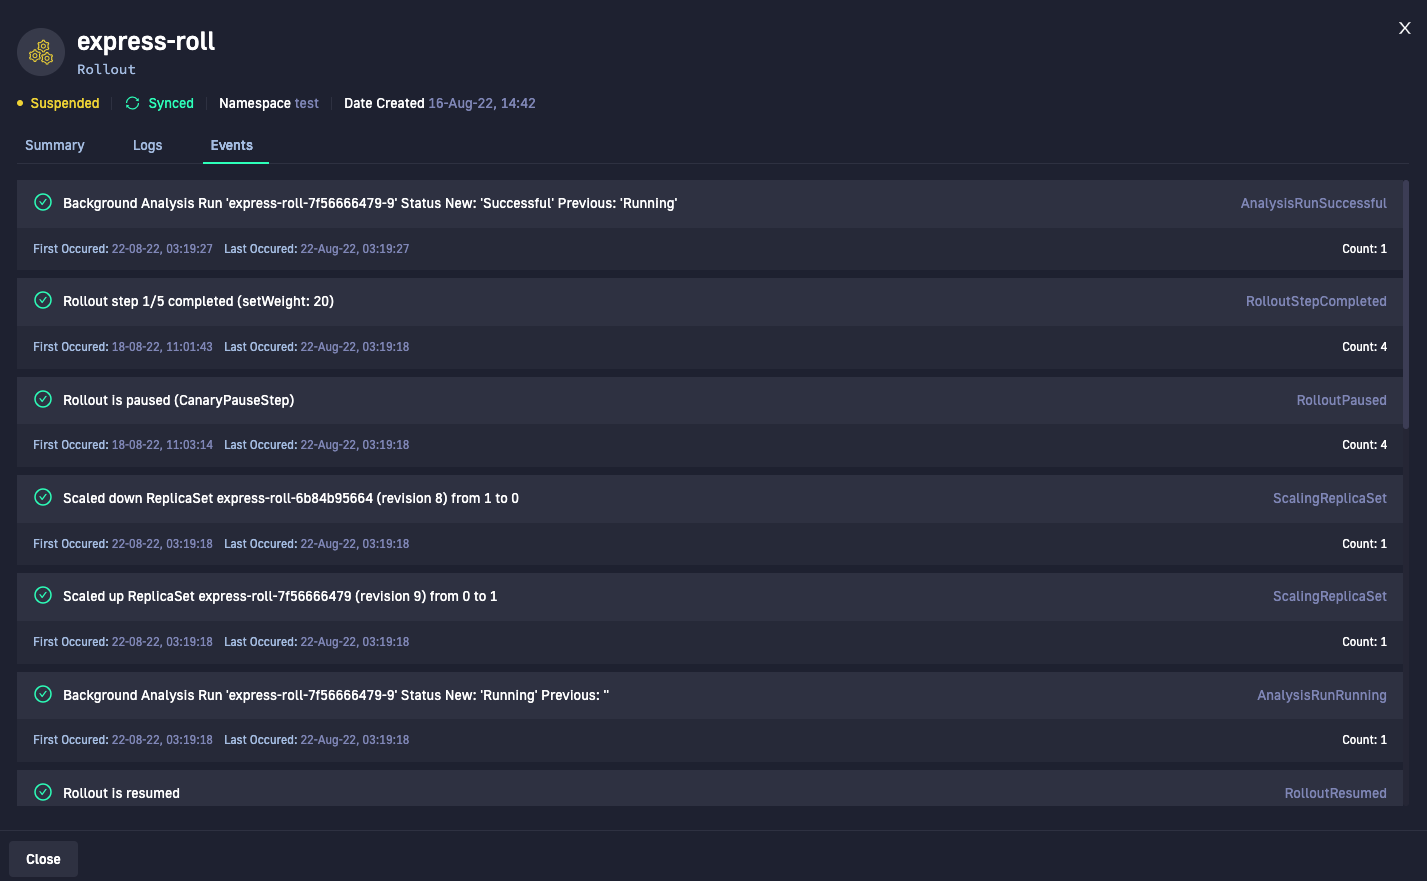 express-roll
X
Rollout
Suspended Synced Namespace test Date Created 16-Aug-22, 14:42
Summary Logs Events
Background Analysis Run 'express-roll-7f56666479-9' Status New: 'Successful' Previous: 'Running' AnalysisRunSuccessful
First Occured: 22-08-22, 03:19:27 Last Occured: 22-Aug-22, 03:19:27 Count: 1
Rollout step 1/5 completed (setWeight: 20) RolloutStepCompleted
First Occured: 18-08-22, 11:01:43 Last Occured: 22-Aug-22, 03:19:18 Count: 4
Rollout is paused (CanaryPauseStep) RolloutPaused
First Occured: 18-08-22, 11:03:14 Last Occured: 22-Aug-22, 03:19:18 Count: 4
Scaled down ReplicaSet express-roll-6b84b95664 (revision 8) from 1 to 0 ScalingReplicaSet
First Occured: 22-08-22, 03:19:18 Last Occured: 22-Aug-22, 03:19:18 Count: 1
Scaled up ReplicaSet express-roll-7f56666479 (revision 9) from 0 to 1 ScalingReplicaSet
First Occured: 22-08-22, 03:19:18 Last Occured: 22-Aug-22, 03:19:18 Count: 1
Background Analysis Run 'express-roll-7f56666479-9' Status New: 'Running' Previous: '' AnalysisRunRunning
First Occured: 22-08-22, 03:19:18 Last Occured: 22-Aug-22, 03:19:18 Count: 1
Rollout is resumed RolloutResumed
Close